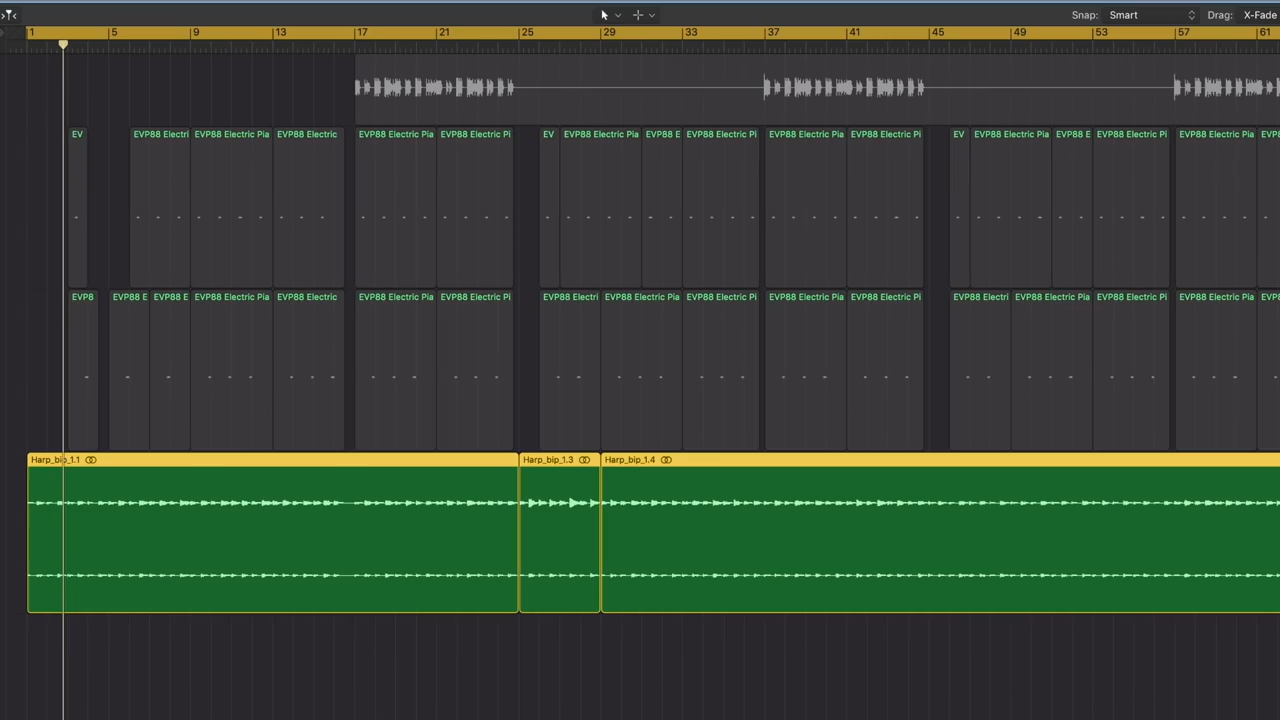 Snap: Smart Drag: X-Fade
1 5 9 13 17 21 25 29 33 37 41 45 49 53 57 61
EV EVP88 Electri EVP88 Electric Pia EVP88 Electric EVP88 Electric Pia EVP88 Electric Pi EV EVP88 Electric Pia EVP88 E EVP88 Electric Pi EVP88 Electric Pia EVP88 Electric Pi EV EVP88 Electric Pia EVP88 E EVP88 Electric Pi EVP88 Electric Pia EVP8
EVP8 EVP88 E EVP88 E EVP88 Electric Pia EVP88 Electric EVP88 Electric Pia EVP88 Electric Pi EVP88 Electri EVP88 Electric Pia EVP88 Electric Pi EVP88 Electric Pia EVP88 Electric Pi EVP88 Electri EVP88 Electric Pia EVP88 Electric Pi EVP88 Electric Pia EVP8
Harp_bip_1.1 Harp_bip_1.3 Harp_bip_1.4